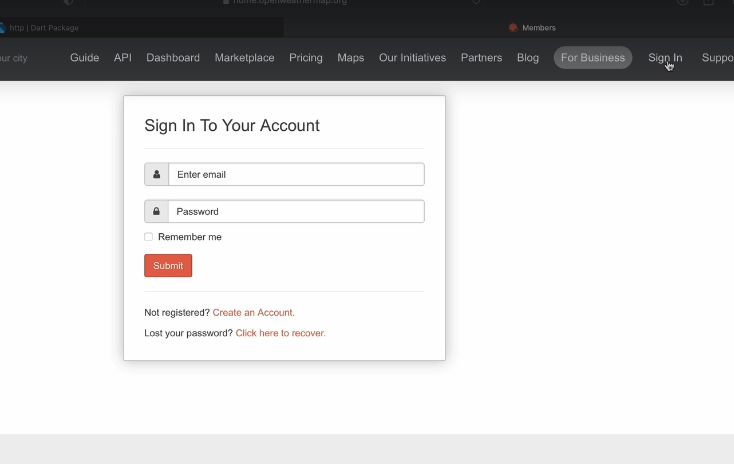 home.openweathermap.org
http | Dart Package
Members
our city
Guide API Dashboard Marketplace Pricing Maps Our Initiatives Partners Blog For Business Sign In Suppo
Sign In To Your Account
Enter email
Password
Remember me
Submit
Not registered? Create an Account.
Lost your password? Click here to recover.